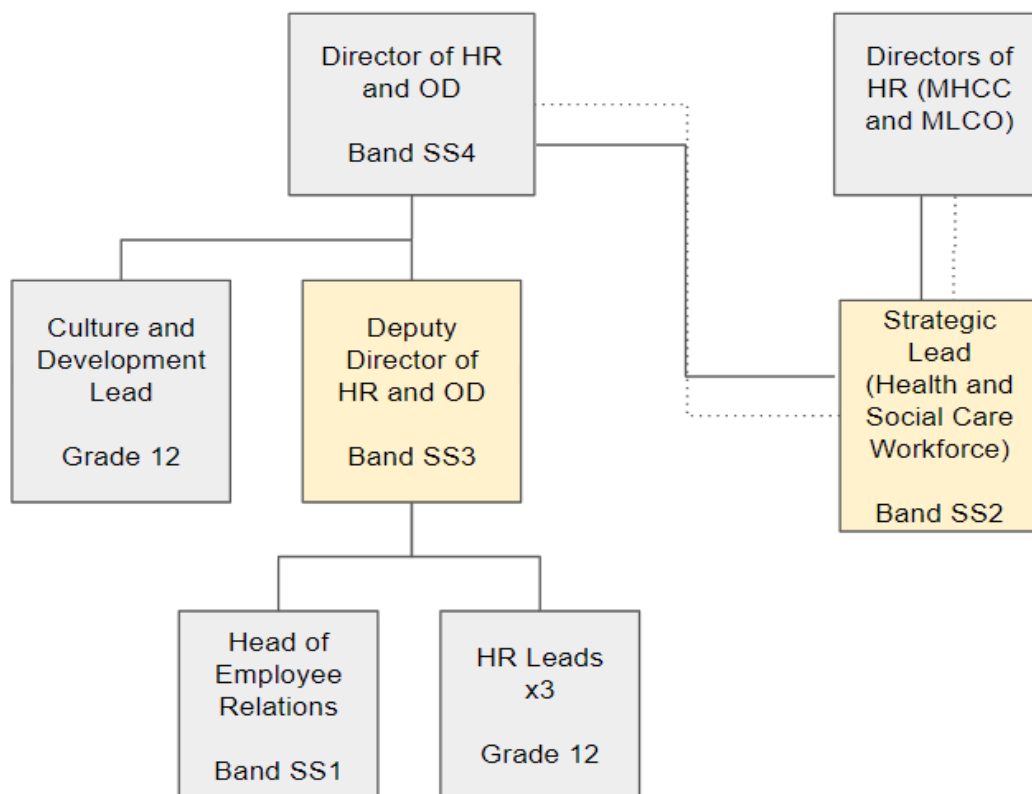 Director of HR
and OD
Band SS4
Directors of
HR (MHCC
and MLCO)
Culture and
Development
Lead
Grade 12
Deputy
Director of
HR and OD
Band SS3
Strategic
Lead
(Health and
Social Care
Workforce)
Band SS2
Head of
Employee
Relations
Band SS1
HR Leads
x3
Grade 12